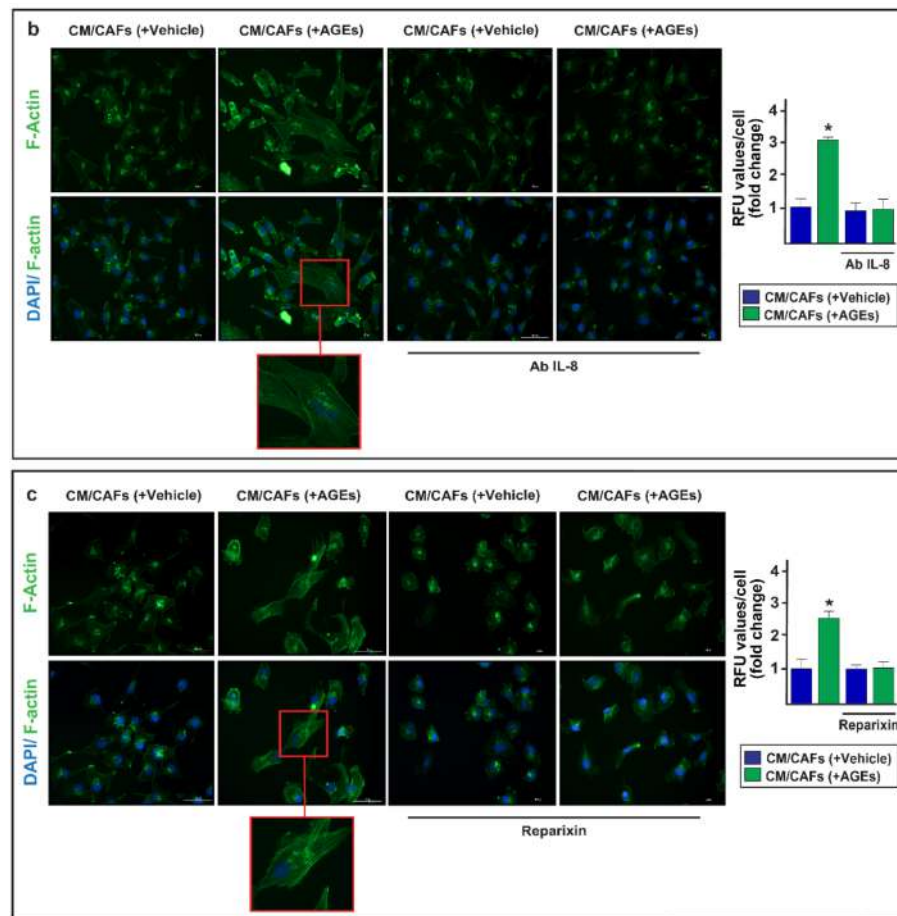 b
CM/CAFs (+Vehicle) CM/CAFs (+AGEs) CM/CAFs (+Vehicle) CM/CAFs (+AGEs)
F-Actin
DAPI/ F-actin
Ab IL-8
RFU values/cell
(fold change)
4
3
2
1
*
Ab IL-8
CM/CAFs (+Vehicle)
CM/CAFs (+AGEs)
c
CM/CAFs (+Vehicle) CM/CAFs (+AGEs) CM/CAFs (+Vehicle) CM/CAFs (+AGEs)
F-Actin
DAPI/ F-actin
Reparixin
RFU values/cell
(fold change)
4
3
2
1
*
Reparixin
CM/CAFs (+Vehicle)
CM/CAFs (+AGEs)